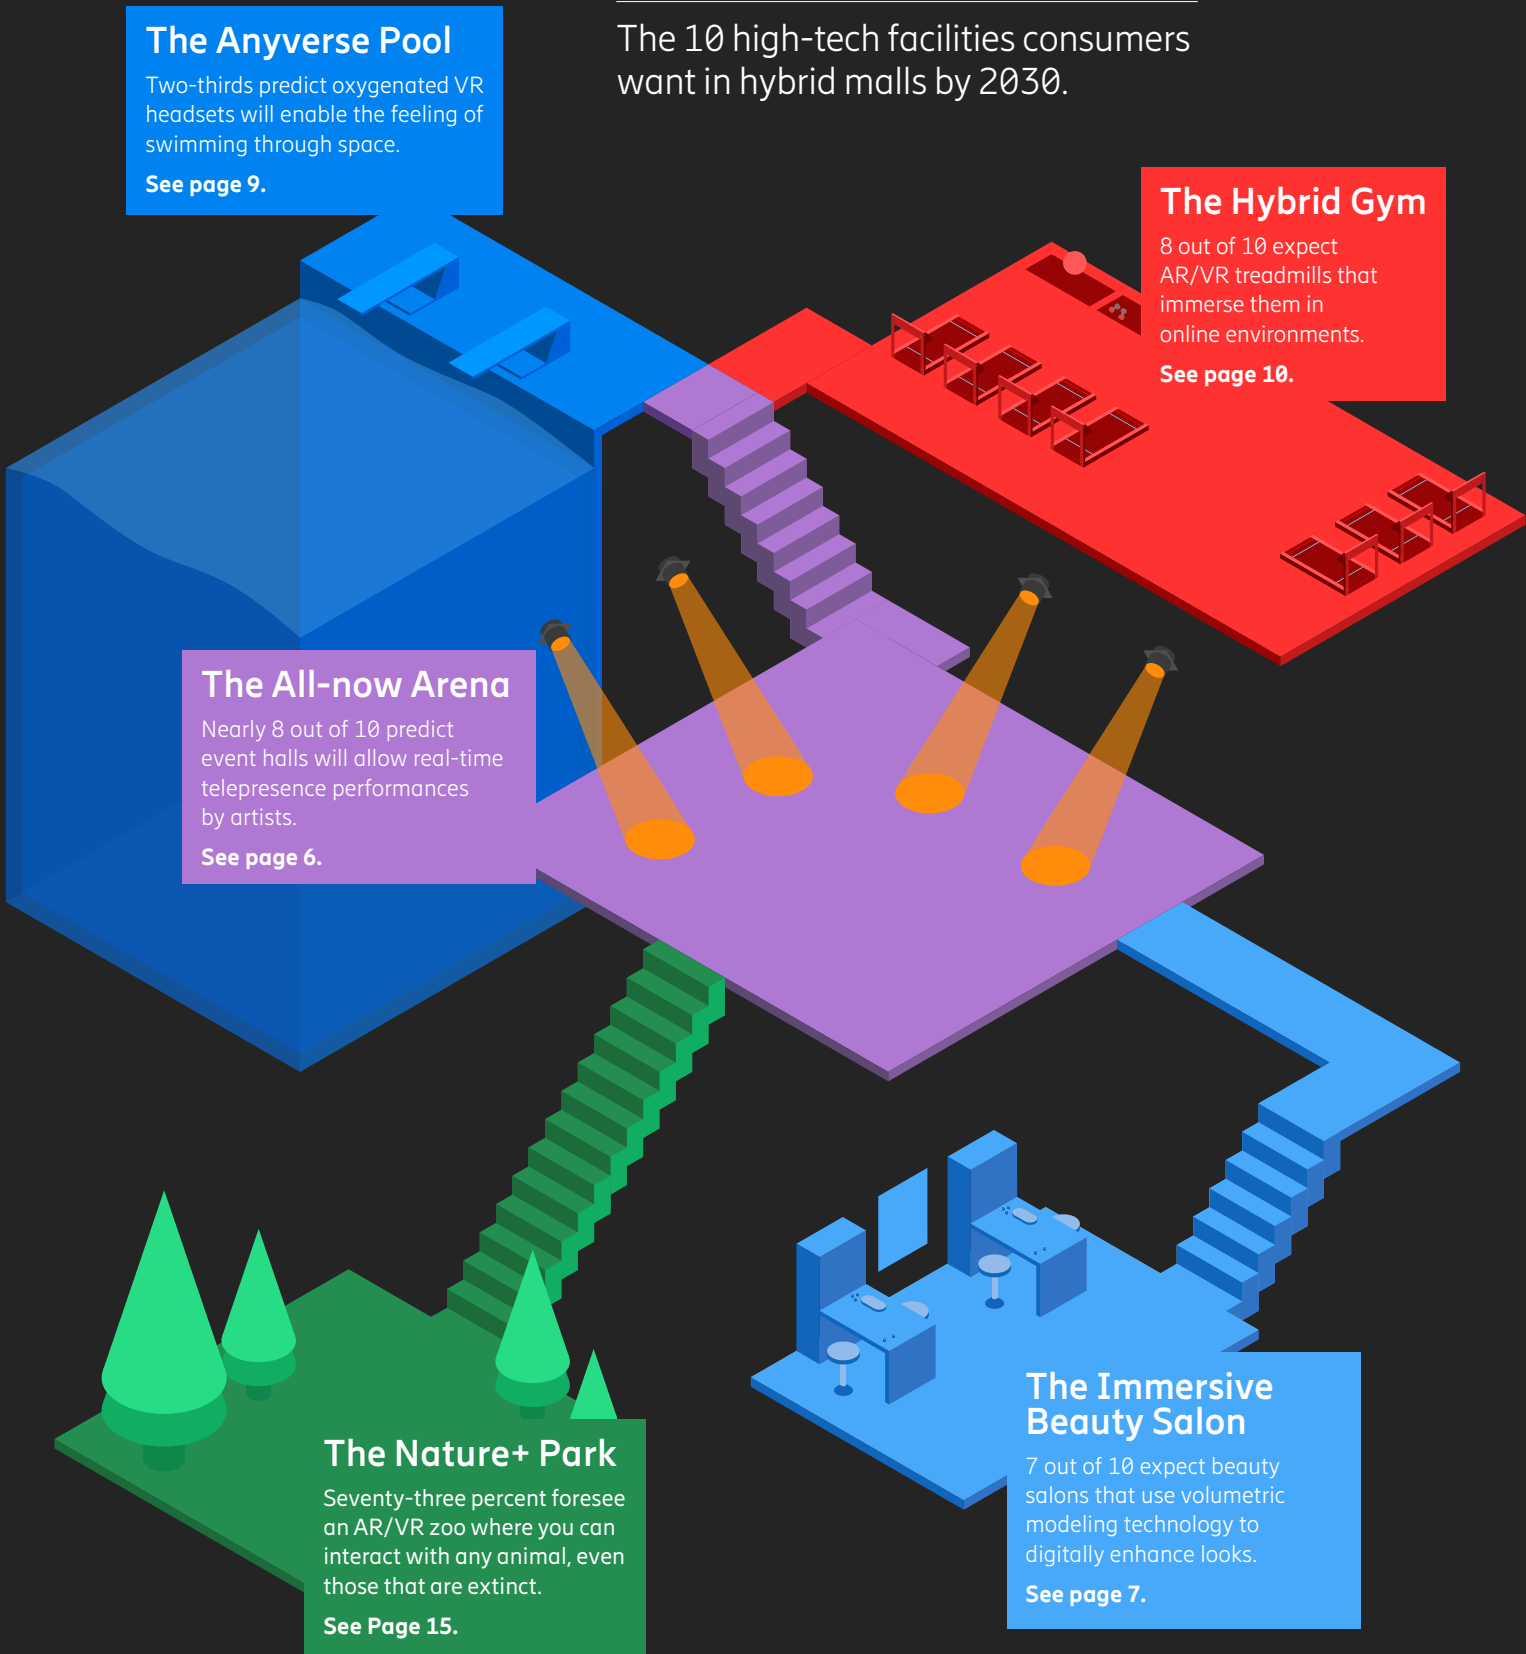 The 10 high-tech facilities consumers
want in hybrid malls by 2030.
The Anyverse Pool
Two-thirds predict oxygenated VR
headsets will enable the feeling of
swimming through space.
See page 9.
The Hybrid Gym
8 out of 10 expect
AR/VR treadmills that
immerse them in
online environments.
See page 10.
The All-now Arena
Nearly 8 out of 10 predict
event halls will allow real-time
telepresence performances
by artists.
See page 6.
The Immersive
Beauty Salon
7 out of 10 expect beauty
salons that use volumetric
modeling technology to
digitally enhance looks.
See page 7.
The Nature+ Park
Seventy-three percent foresee
an AR/VR zoo where you can
interact with any animal, even
those that are extinct.
See Page 15.